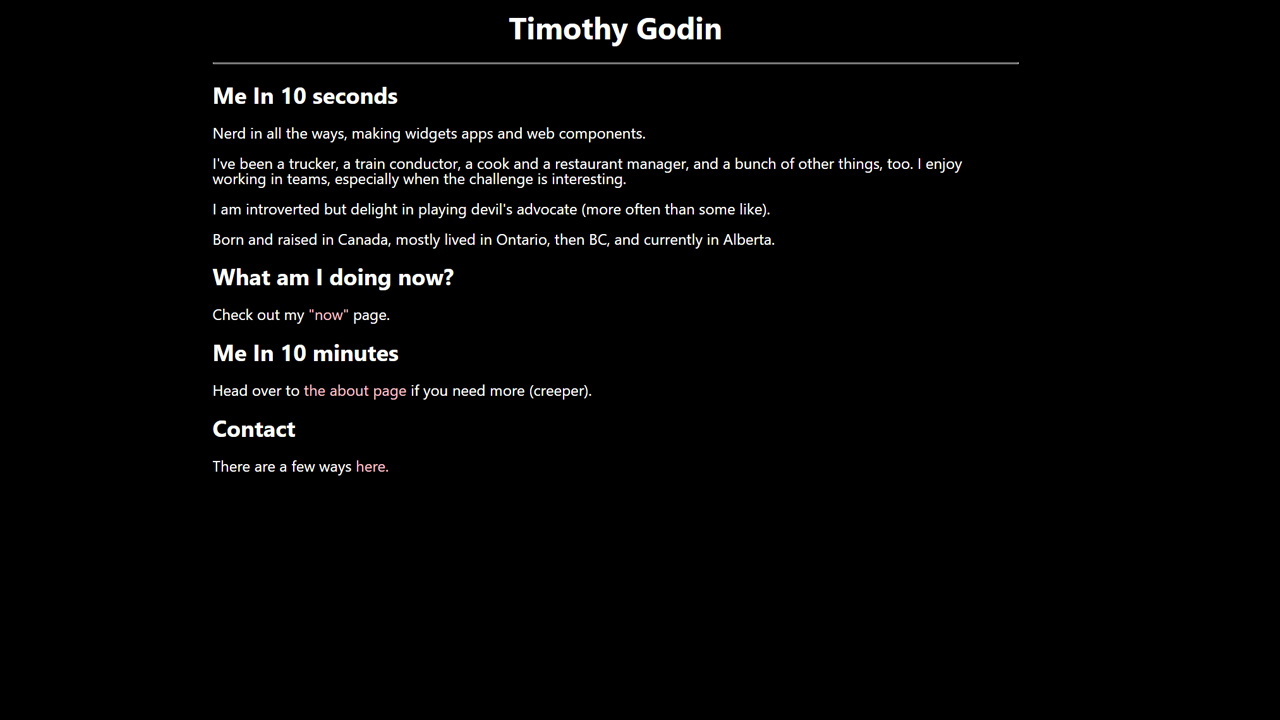 Timothy Godin
Me In 10 seconds
Nerd in all the ways, making widgets apps and web components.
I've been a trucker, a train conductor, a cook and a restaurant manager, and a bunch of other things, too. I enjoy
working in teams, especially when the challenge is interesting.
I am introverted but delight in playing devil's advocate (more often than some like).
Born and raised in Canada, mostly lived in Ontario, then BC, and currently in Alberta.
What am I doing now?
Check out my "now" page.
Me In 10 minutes
Head over to the about page if you need more (creeper).
Contact
There are a few ways here.